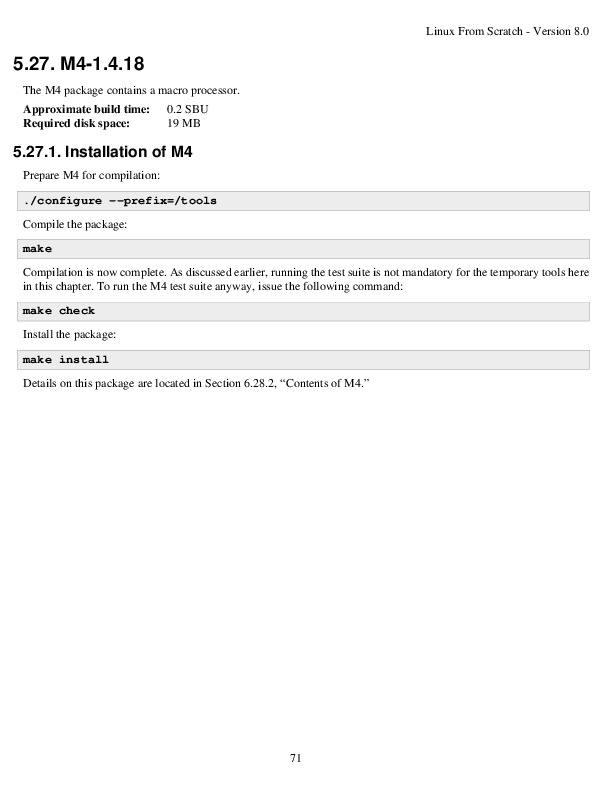 Linux From Scratch - Version 8.0
5.27. M4-1.4.18
The M4 package contains a macro processor.
Approximate build time: 0.2 SBU
Required disk space: 19 MB
5.27.1. Installation of M4
Prepare M4 for compilation:
./configure --prefix=/tools
Compile the package:
make
Compilation is now complete. As discussed earlier, running the test suite is not mandatory for the temporary tools here
in this chapter. To run the M4 test suite anyway, issue the following command:
make check
Install the package:
make install
Details on this package are located in Section 6.28.2, “Contents of M4.”
71